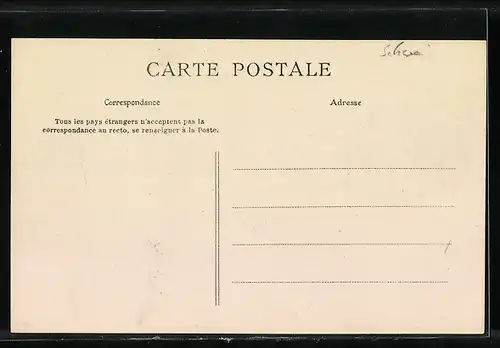 CARTE POSTALE
Correspondance
Adresse
Tous les pays étrangers n'acceptent pas la
correspondance au recto, se renseigner à la Poste.